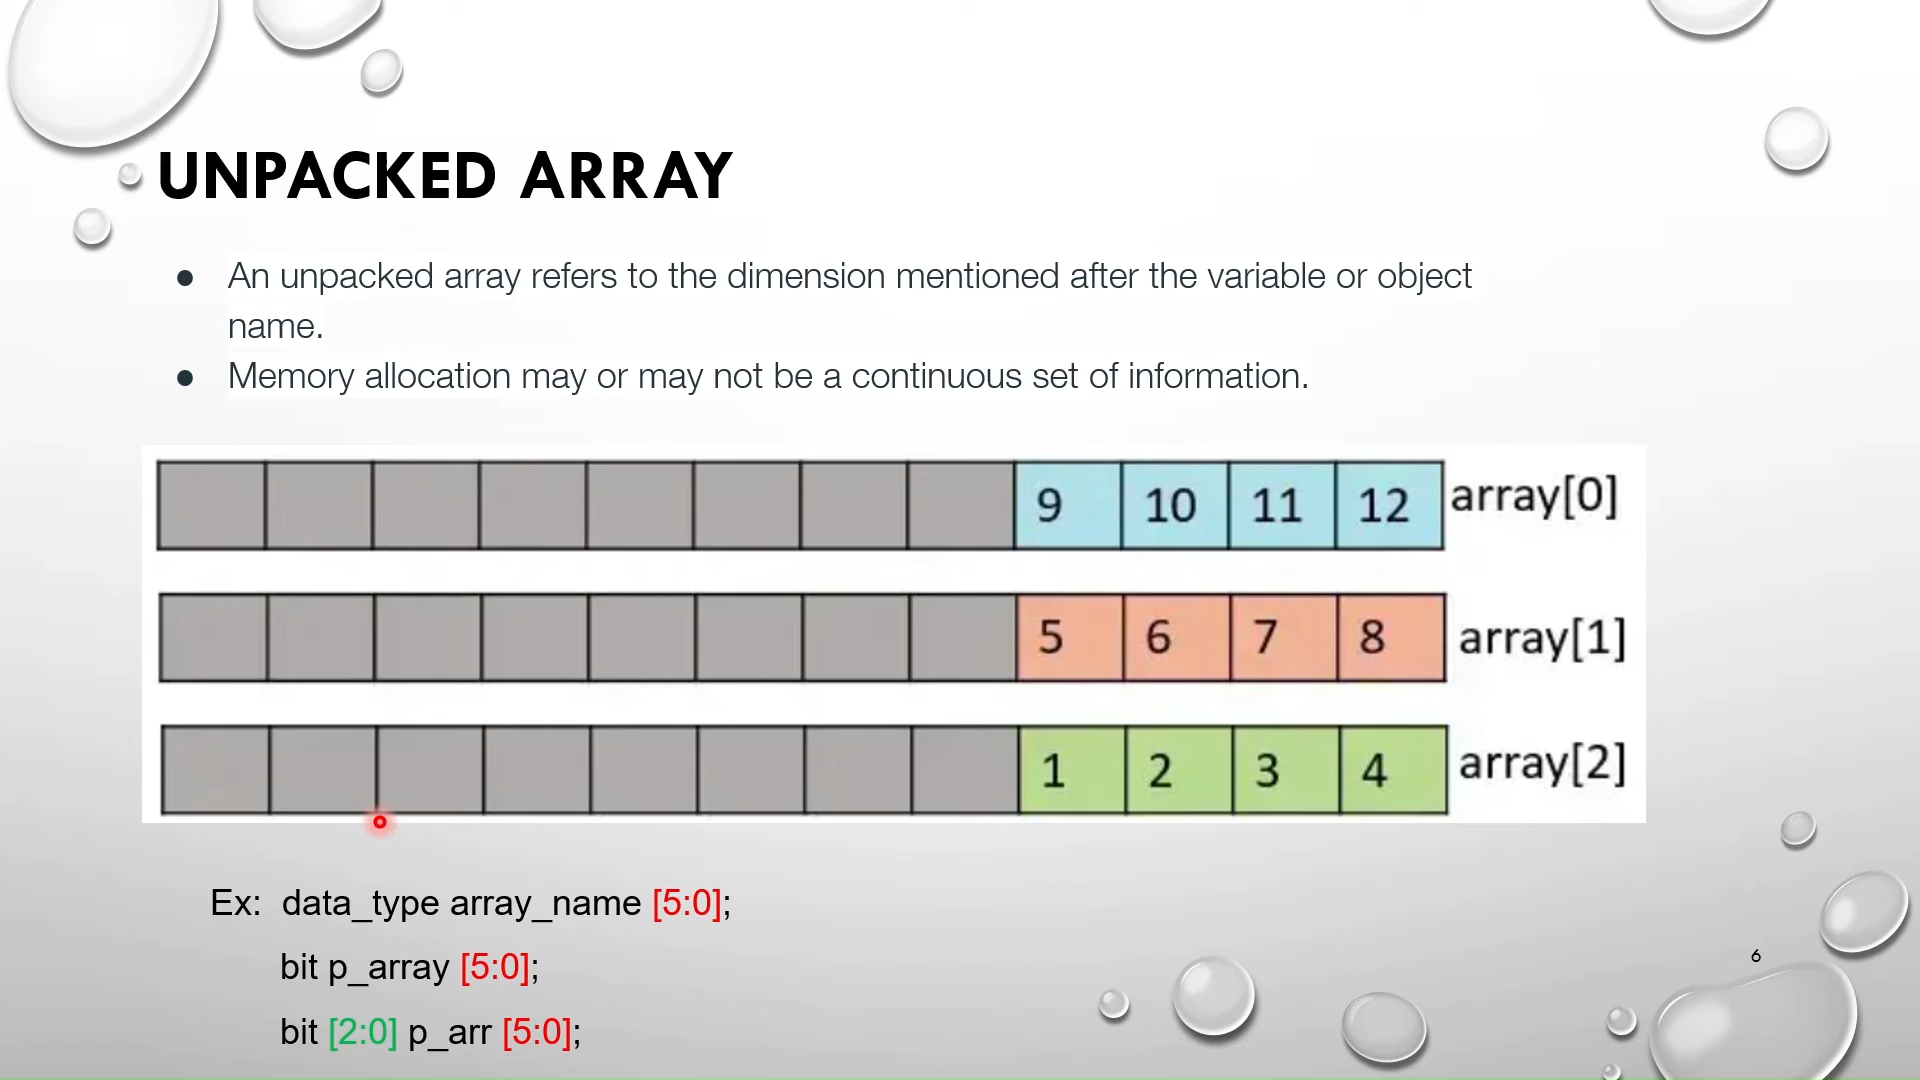 UNPACKED ARRAY
● An unpacked array refers to the dimension mentioned after the variable or object
name.
● Memory allocation may or may not be a continuous set of information.
9 10 11 12 array[0]
5 6 7 8 array[1]
1 2 3 4 array[2]
Ex: data_type array_name [5:0];
bit p_array [5:0];
6
bit [2:0] p_arr [5:0];